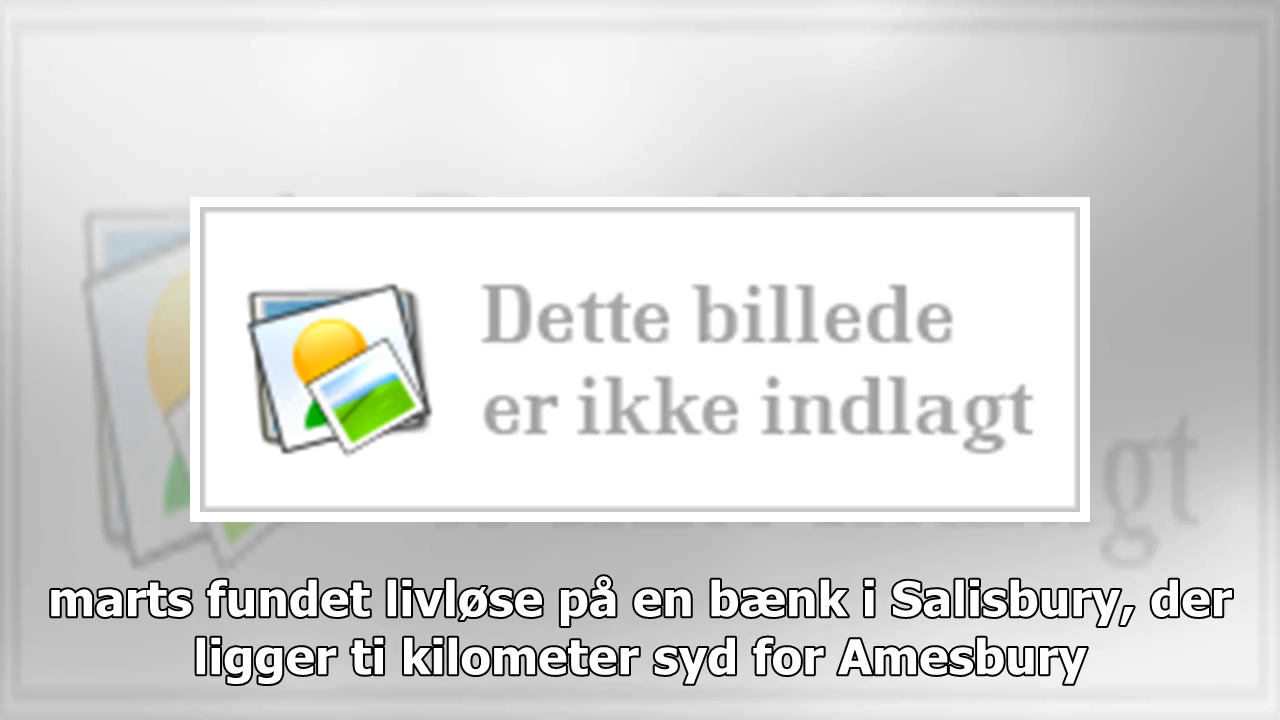 Dette billede
er ikke indlagt
marts fundet livløse på en bænk i Salisbury, der
ligger ti kilometer syd for Amesbury